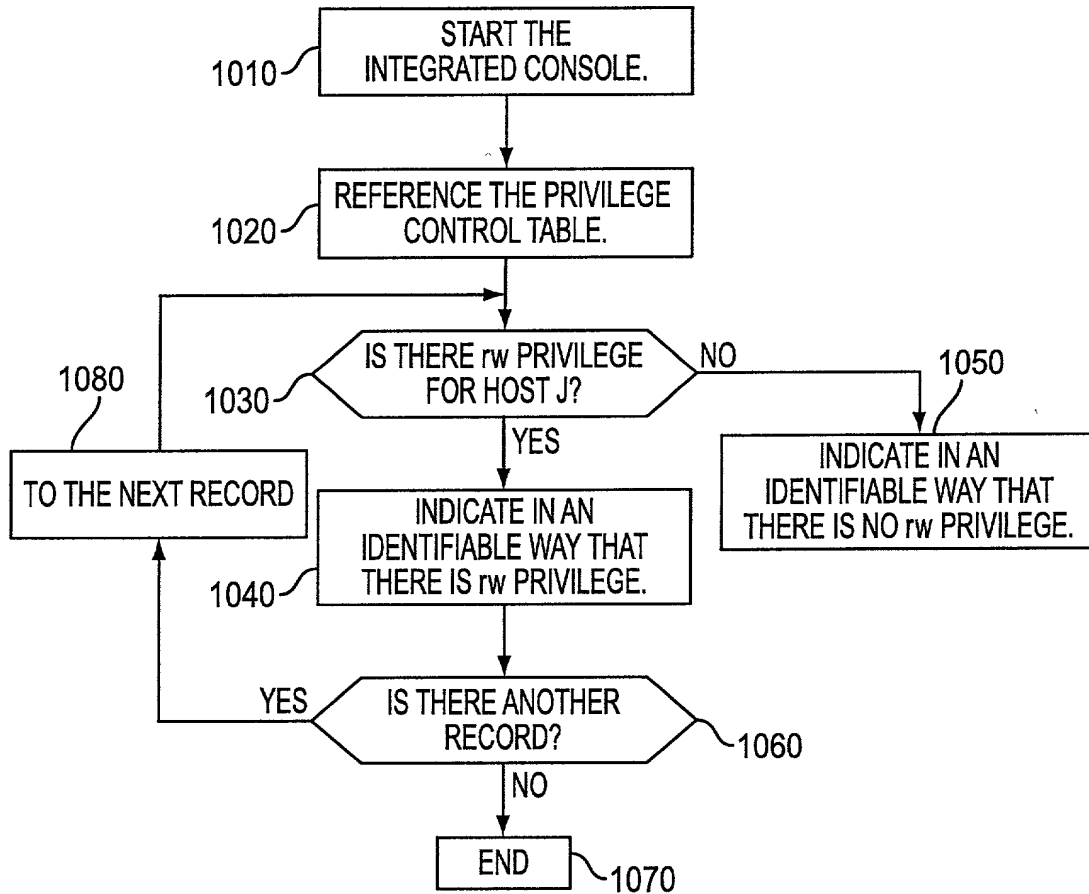 START THE
INTEGRATED CONSOLE.
1010
REFERENCE THE PRIVILEGE
CONTROL TABLE.
1020
IS THERE rw PRIVILEGE
FOR HOST J?
1030
NO
YES
1050
INDICATE IN AN
IDENTIFIABLE WAY THAT
THERE IS NO rw PRIVILEGE.
1080
TO THE NEXT RECORD
INDICATE IN AN
IDENTIFIABLE WAY THAT
THERE IS rw PRIVILEGE.
1040
YES
IS THERE ANOTHER
RECORD?
1060
NO
END
1070